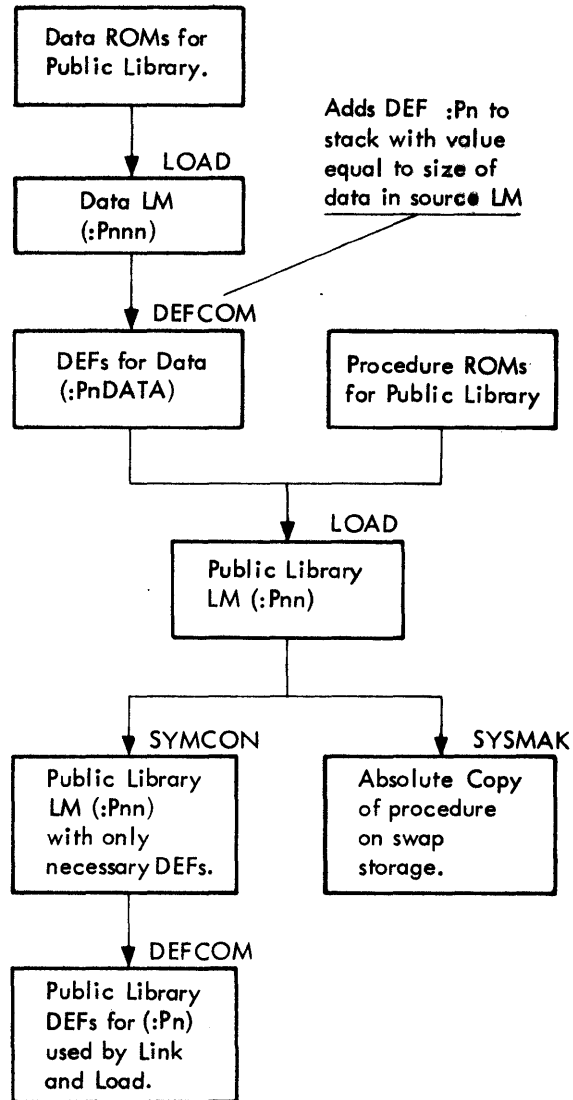 Data ROMs for
Public Library.
Adds DEF :Pn to
stack with value
equal to size of
data in source LM
LOAD
Data LM
(:Pnnn)
DEFCOM
DEFs for Data
(:PnDATA)
Procedure ROMs
for Public Library
LOAD
Public Library
LM (:Pnn)
SYMCON
Public Library
LM (:Pnn)
with only
necessary DEFs.
SYSMAK
Absolute Copy
of procedure
on swap
storage.
DEFCOM
Public Library
DEFs for (:Pn)
used by Link
and Load.